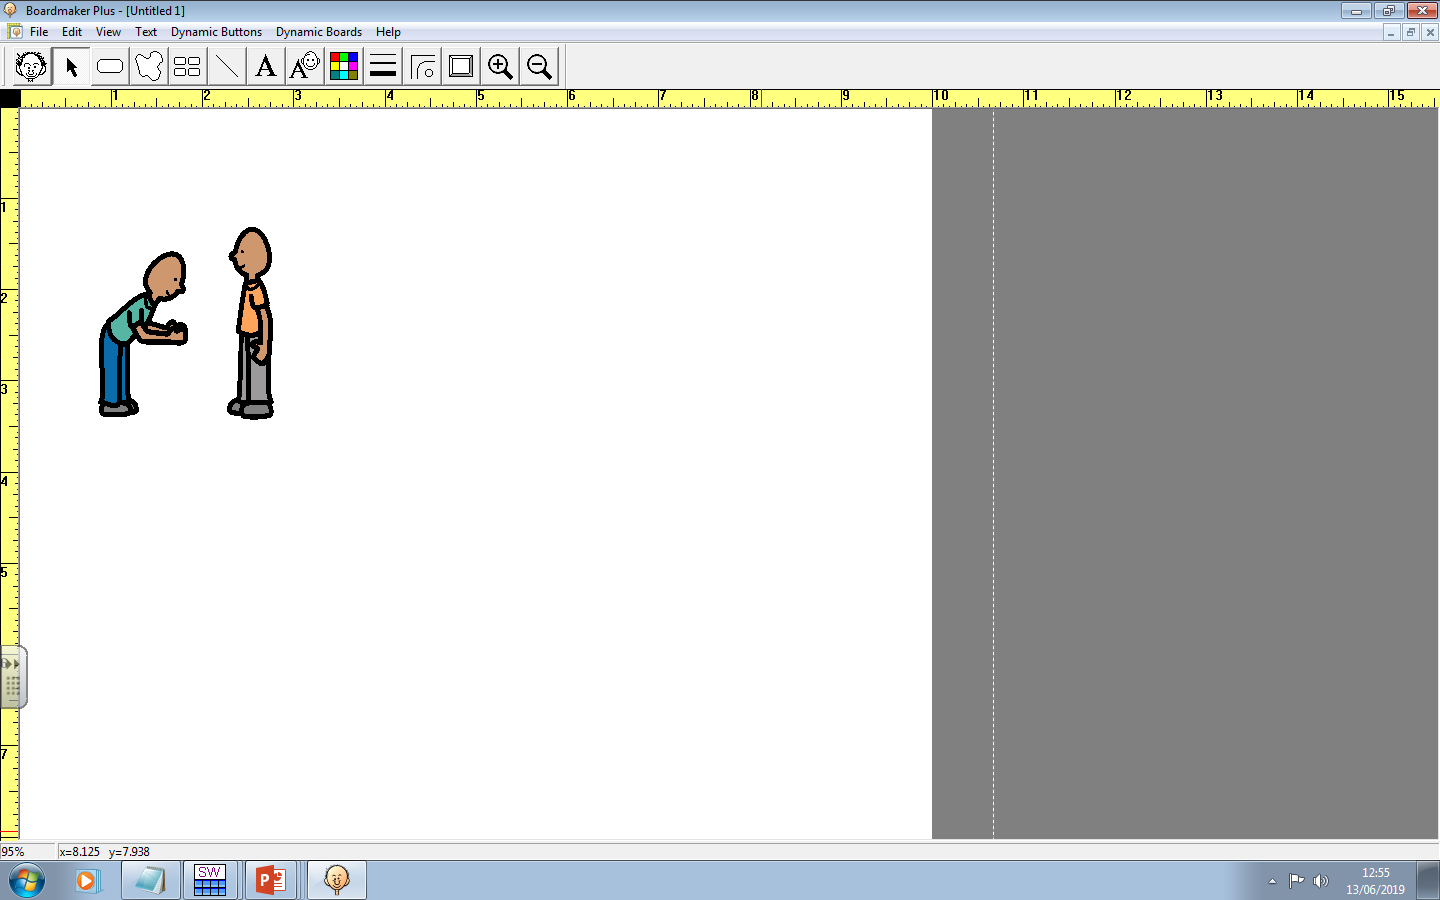 Boardmaker Plus - [Untitled 1]
File Edit View Text Dynamic Buttons Dynamic Boards Help
A A
1 2 3 4 5 6 7 8 9 10 11 12 13 14 15
1
2
3
4
5
7
95% x=8.125 y=7.938
SW
P
12:55
13/06/2019